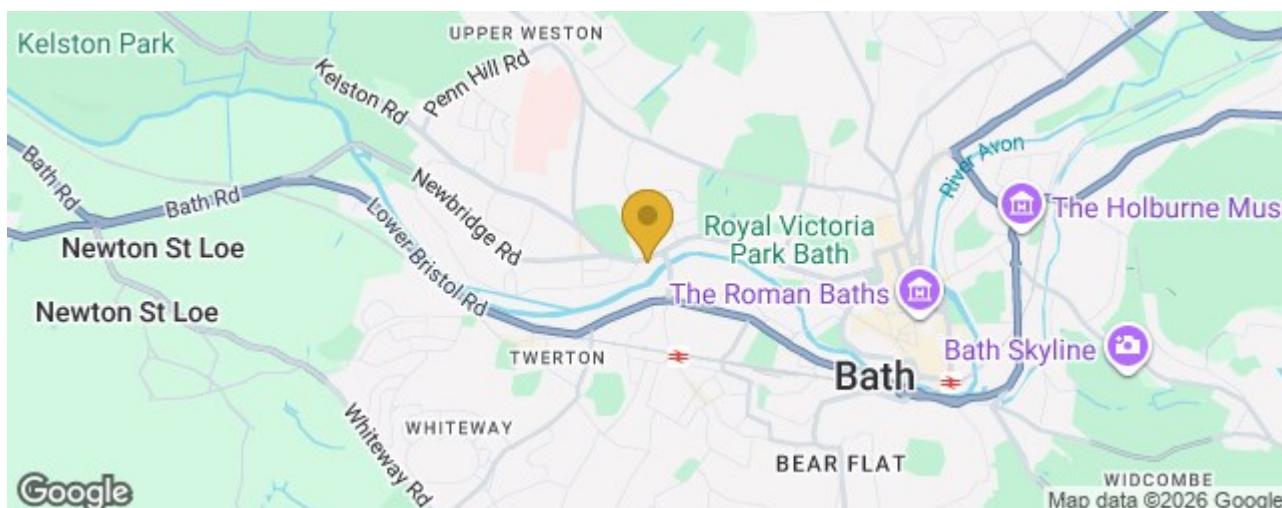 Kelston Park
UPPER WESTON
Penn Hill Rd
Kelston Rd
River Avon
Bath Rd
Bath Rd
Newbridge Rd
The Holburne Mus
Royal Victoria
Park Bath
Lower Bristol Rd
Newton St Loe
The Roman Baths
Newton St Loe
Bath Skyline
TWERTON
Bath
Whiteway Rd
WHITEWAY
BEAR FLAT
WIDCOMBE
Google
Map data ©2026 Google